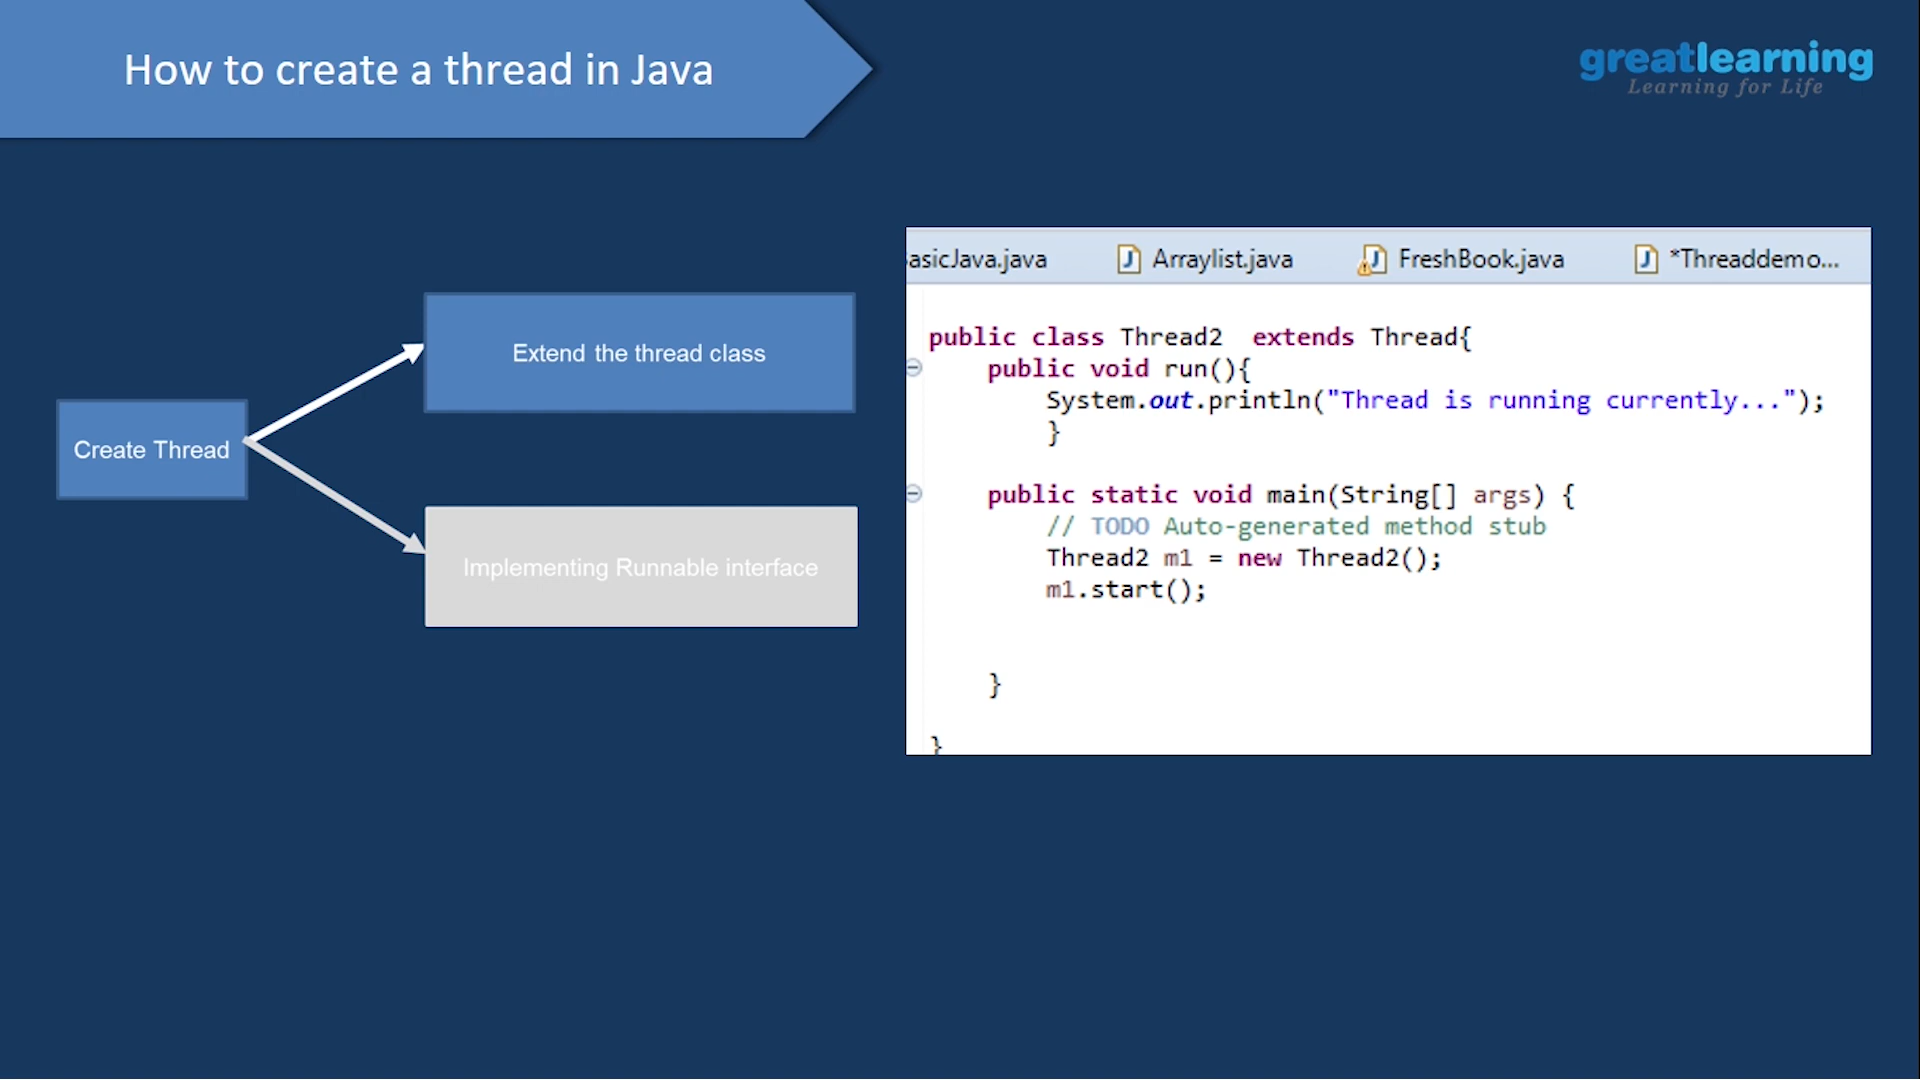 How to create a thread in Java
greatlearning
Learning for Life
Create Thread
Extend the thread class
Implementing Runnable interface
asicJava.java Arraylist.java FreshBook.java *Threaddemo...
public class Thread2 extends Thread{
public void run(){
System.out.println("Thread is running currently...");
}
public static void main(String[] args) {
// TODO Auto-generated method stub
Thread2 m1 = new Thread2();
m1.start();
}
}